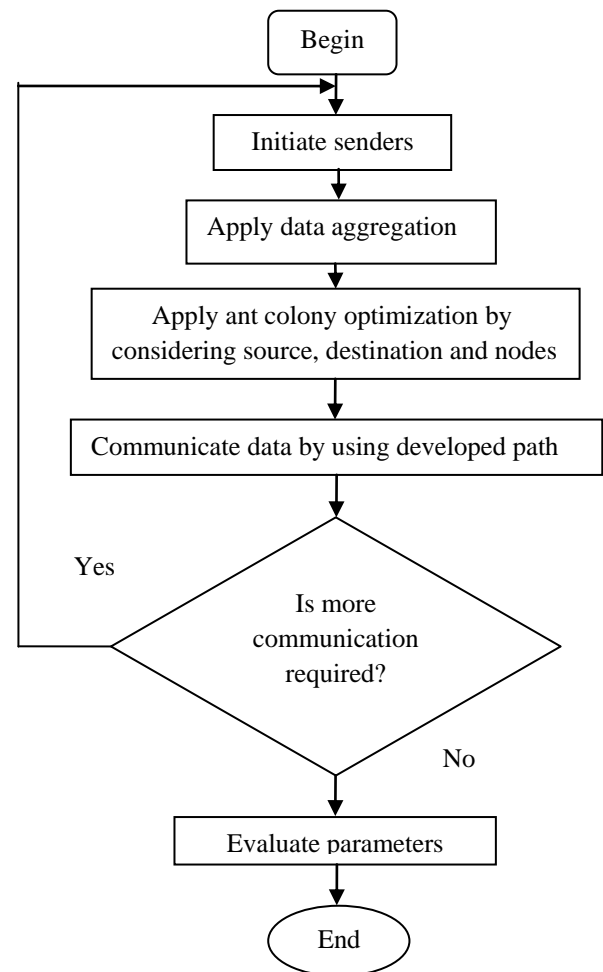 Begin
Initiate senders
Apply data aggregation
Apply ant colony optimization by
considering source, destination and nodes
Communicate data by using developed path
Yes
Is more
communication
required?
No
Evaluate parameters
End